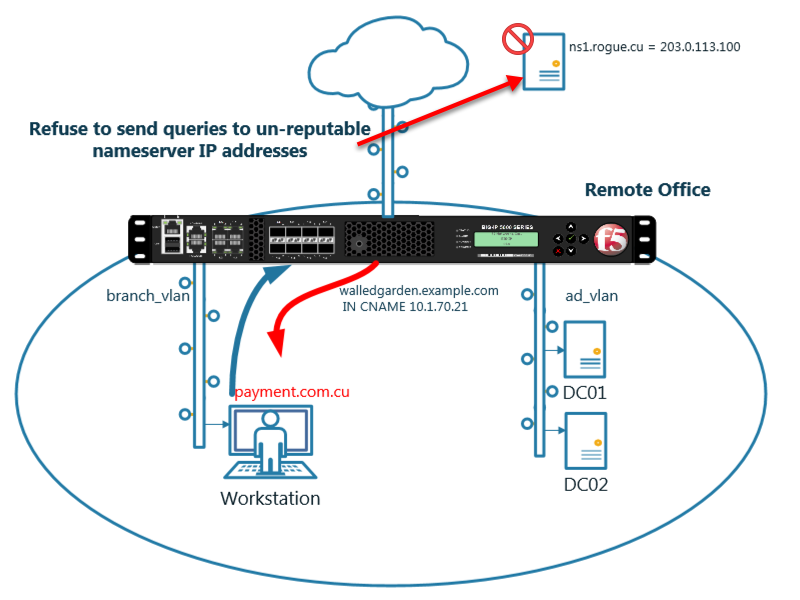 ns1.rogue.cu = 203.0.113.100
Refuse to send queries to un-reputable
nameserver IP addresses
Remote Office
BIG-IP 5000 SERIES
f5
branch_vlan
walledgarden.example.com
IN CNAME 10.1.70.21
ad_vlan
payment.com.cu
DC01
Workstation
DC02